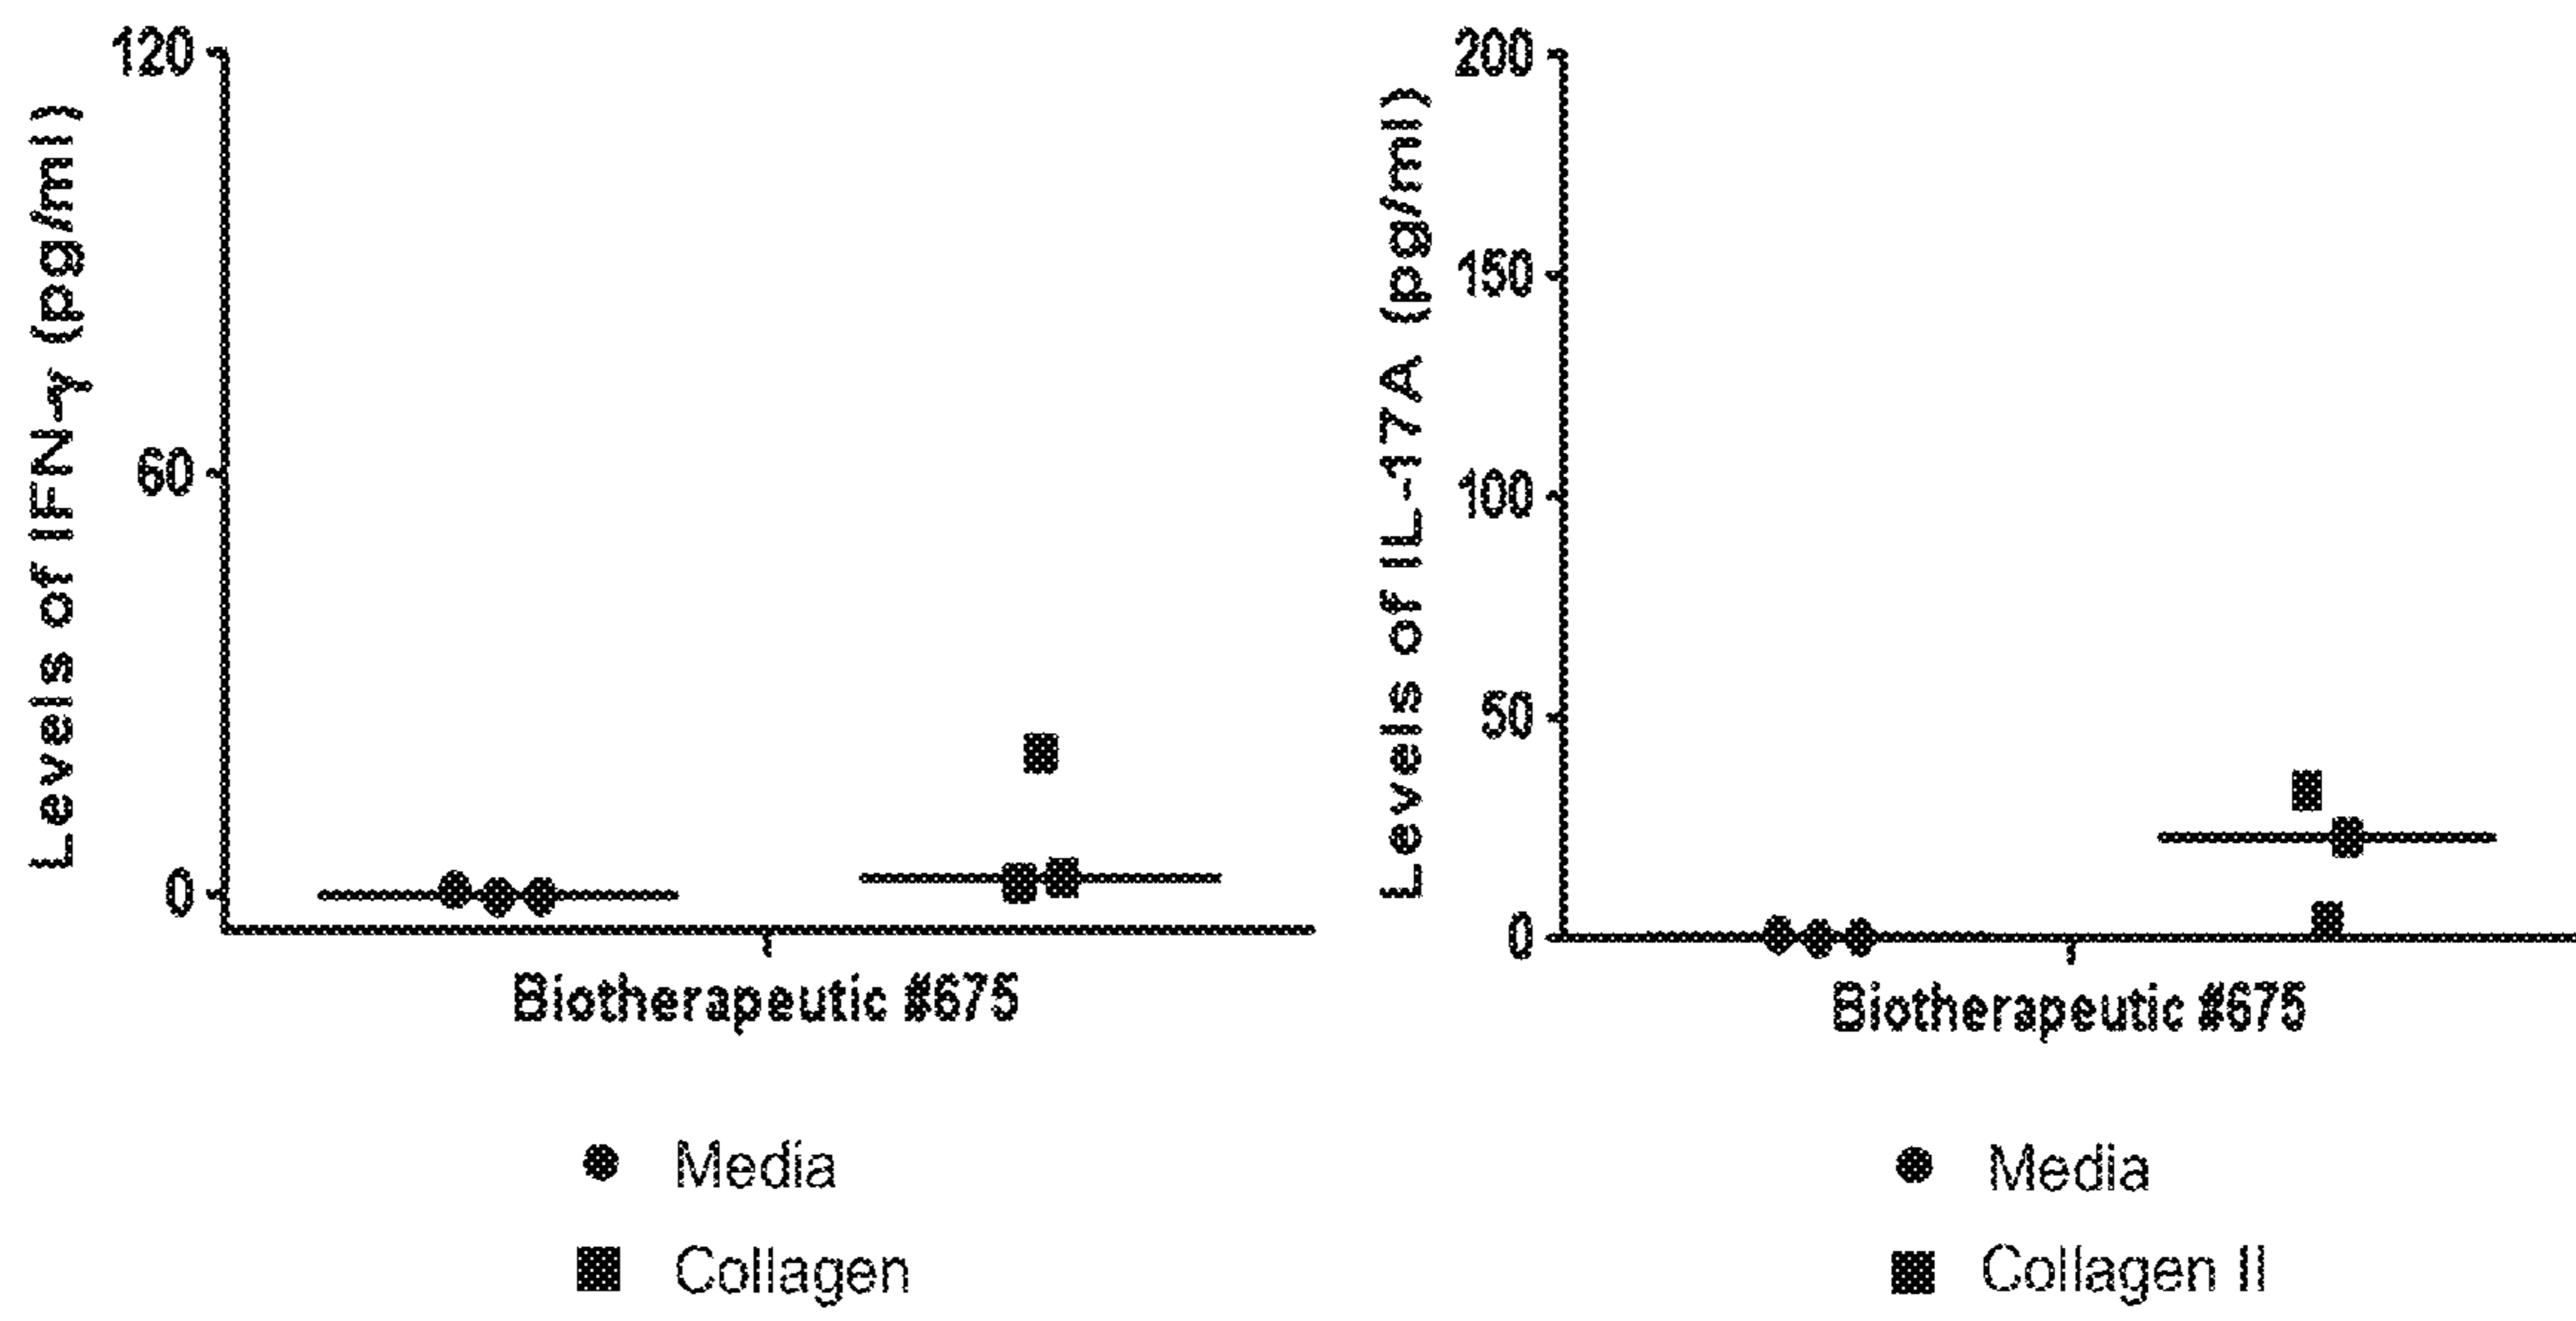 Levels of IFN-γ (pg/ml)
120
60
0
Biotherapeutic #675
Media
Collagen
Levels of IL-17A (pg/ml)
200
150
100
50
0
Biotherapeutic #675
Media
Collagen II